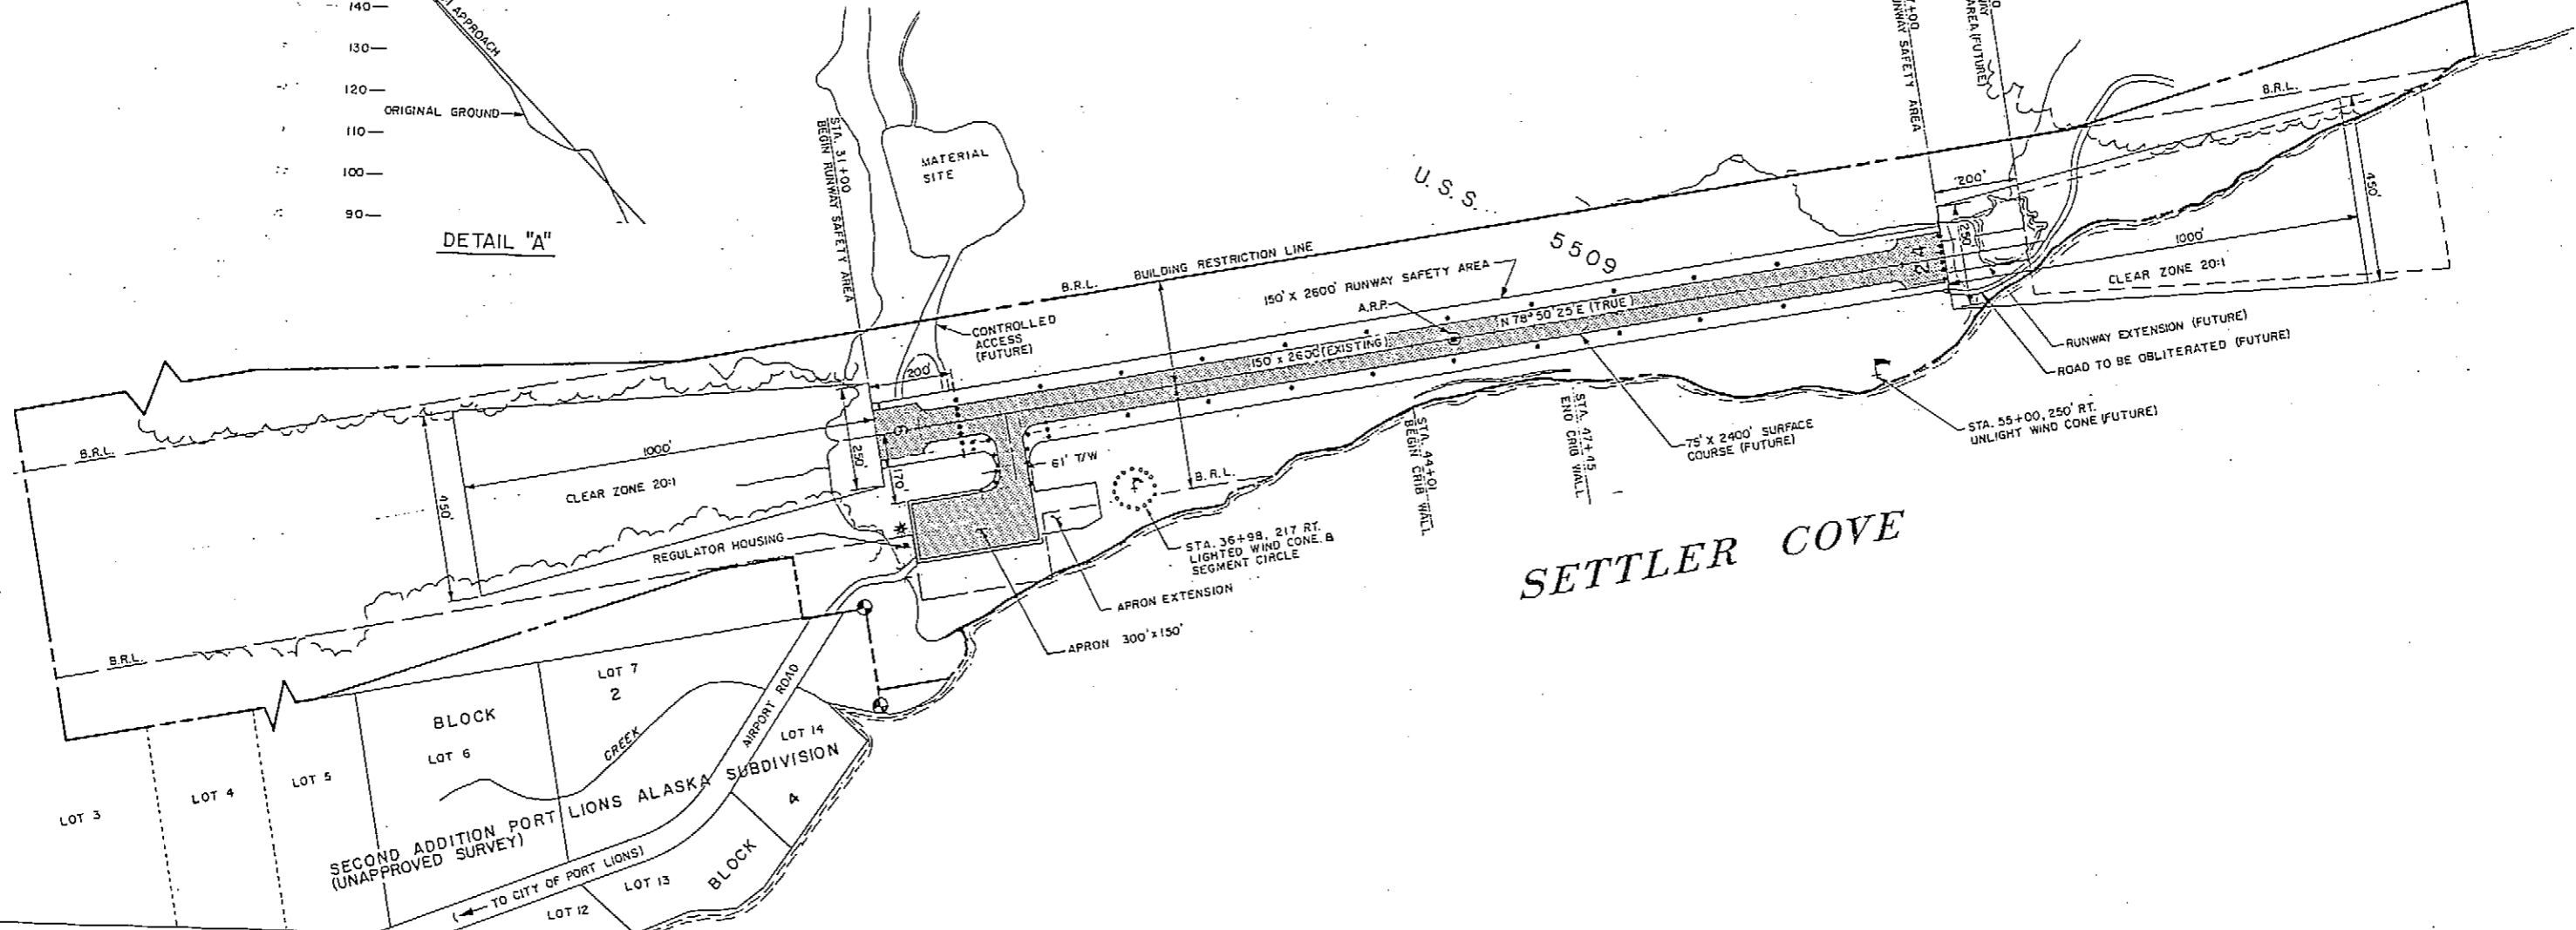 140—
130—
120—
110—
100—
90—
APPROACH
ORIGINAL GROUND
DETAIL "A"
STA. 31+00
BEGIN RUNWAY SAFETY AREA
MATERIAL
SITE
CONTROLLED
ACCESS
(FUTURE)
200'
B.R.L.
BUILDING RESTRICTION LINE
U.S.S.
5509
150' X 2600' RUNWAY SAFETY AREA
A.R.P.
150 x 2600 (EXISTING)
N 78° 50' 25 E (TRUE)
7+00
RUNWAY SAFETY AREA
AREA (FUTURE)
B.R.L.
200'
250'
450'
1000'
CLEAR ZONE 20:1
RUNWAY EXTENSION (FUTURE)
ROAD TO BE OBLITERATED (FUTURE)
STA. 55+00, 250' RT.
UNLIGHT WIND CONE (FUTURE)
75' X 2400' SURFACE
COURSE (FUTURE)
STA. 47+45
END CRIB WALL
STA. 44+01
BEGIN CRIB WALL
SETTLER COVE
B.R.L.
1000'
CLEAR ZONE 20:1
450'
250'
170'
61' T/W
B.R.L.
REGULATOR HOUSING
STA. 36+98, 217 RT.
LIGHTED WIND CONE &
SEGMENT CIRCLE
APRON EXTENSION
APRON 300' x 150'
B.R.L.
LOT 3
LOT 4
LOT 5
BLOCK
2
LOT 6
LOT 7
CREEK
AIRPORT ROAD
LOT 14
SECOND ADDITION PORT LIONS ALASKA SUBDIVISION
(UNAPPROVED SURVEY)
BLOCK
4
(← TO CITY OF PORT LIONS)
LOT 13
LOT 12